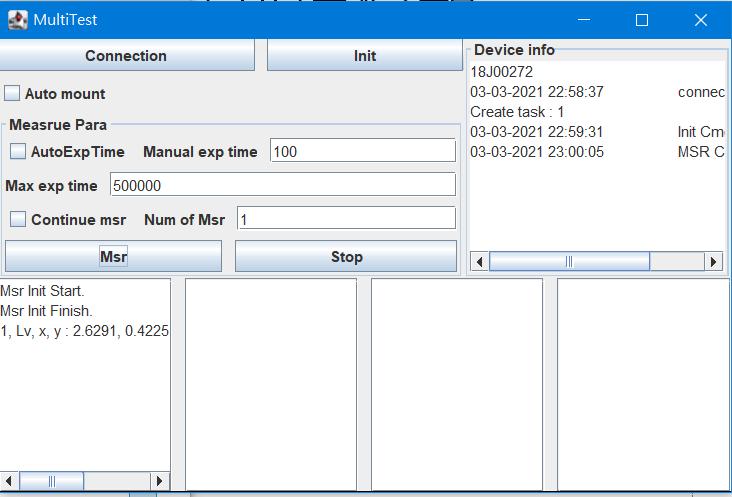 MultiTest
Connection Init
Auto mount
Measrue Para
AutoExpTime Manual exp time 100
Max exp time 500000
Continue msr Num of Msr 1
Msr Stop
Device info
18J00272
03-03-2021 22:58:37 connec
Create task : 1
03-03-2021 22:59:31 Init Cm
03-03-2021 23:00:05 MSR C
Msr Init Start.
Msr Init Finish.
1, Lv, x, y : 2.6291, 0.4225